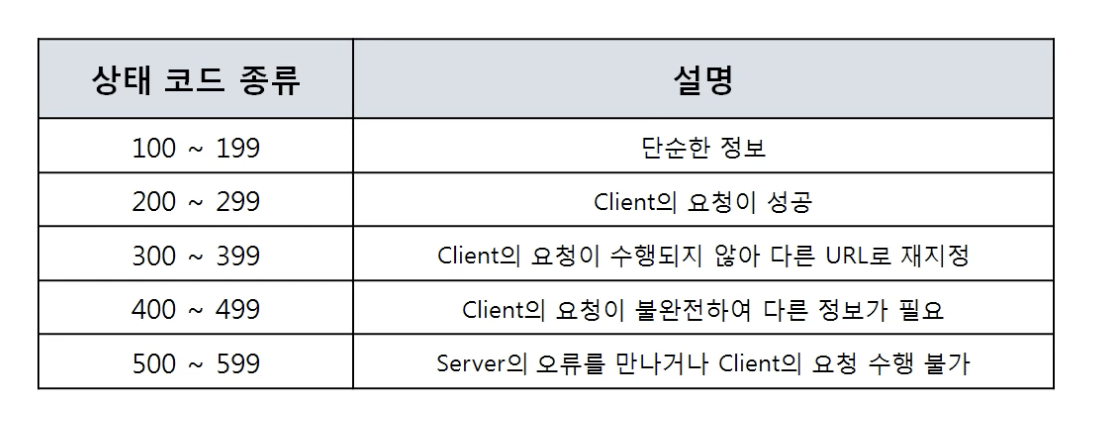 상태 코드 종류 설명
100 ~ 199 단순한 정보
200 ~ 299 Client의 요청이 성공
300 ~ 399 Client의 요청이 수행되지 않아 다른 URL로 재지정
400 ~ 499 Client의 요청이 불완전하여 다른 정보가 필요
500 ~ 599 Server의 오류를 만나거나 Client의 요청 수행 불가